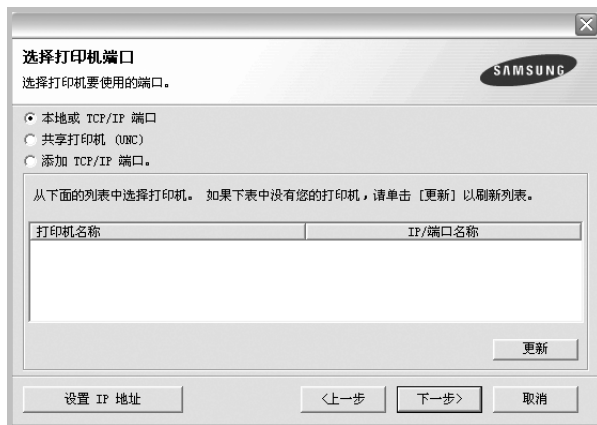 选择打印机端口
选择打印机要使用的端口。
SAMSUNG
本地或 TCP/IP 端口
共享打印机 (UNC)
添加 TCP/IP 端口。
从下面的列表中选择打印机。 如果下表中没有您的打印机，请单击 [更新] 以刷新列表。
打印机名称 IP/端口名称
更新
设置 IP 地址 <上一步 下一步> 取消